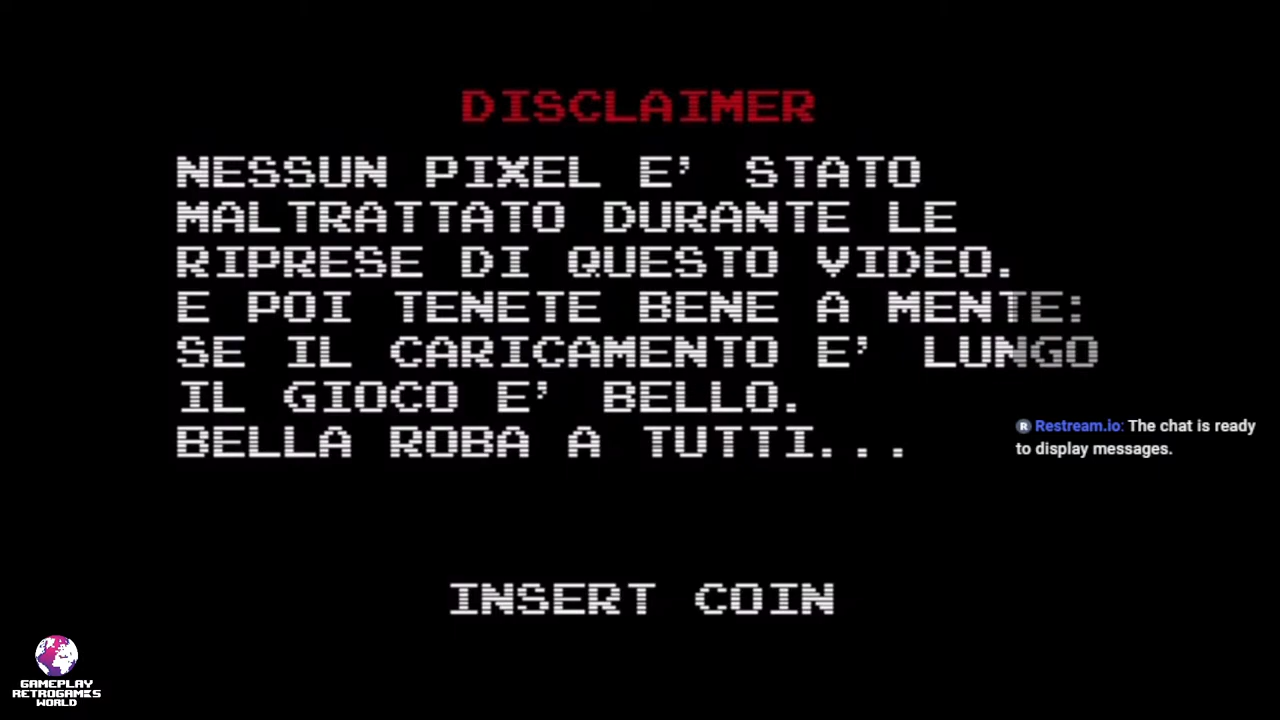 DISCLAIMER
NESSUN PIXEL E' STATO
MALTRATTATO DURANTE LE
RIPRESE DI QUESTO VIDEO.
E POI TENETE BENE A MENTE:
SE IL CARICAMENTO E' LUNGO
IL GIOCO E' BELLO.
BELLA ROBA A TUTTI...
R Restream.io: The chat is ready
to display messages.
INSERT COIN
GAMEPLAY
RETROGAMES
WORLD